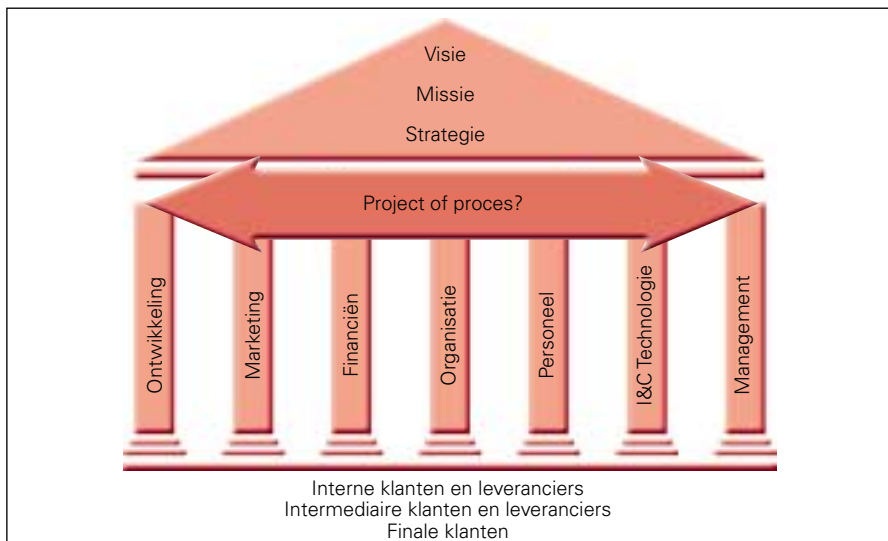 Visie
Missie
Strategie
Project of proces?
Ontwikkeling
Marketing
Financiën
Organisatie
Personeel
I&C Technologie
Management
Interne klanten en leveranciers
Intermediaire klanten en leveranciers
Finale klanten